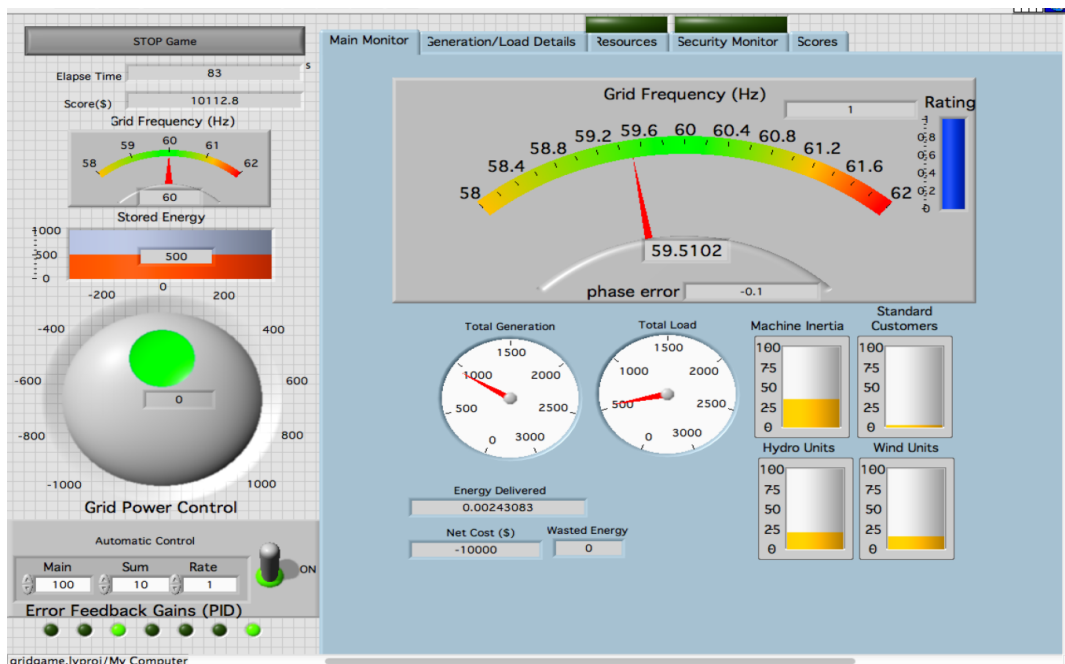 STOP Game
Elapse Time 83 s
Score($) 10112.8
Grid Frequency (Hz)
58 59 60 61 62
60
Stored Energy
1000
500
0
500
-1000 -800 -600 -400 -200 0 200 400 600 800 1000
0
Grid Power Control
Automatic Control
Main Sum Rate
100 10 1
ON
Error Feedback Gains (PID)
gridgame.lvproj/My Computer
Main Monitor Generation/Load Details Resources Security Monitor Scores
Grid Frequency (Hz)
1
Rating
58 58.4 58.8 59.2 59.6 60 60.4 60.8 61.2 61.6 62
1
0.8
0.6
0.4
0.2
0
59.5102
phase error -0.1
Total Generation
0 500 1000 1500 2000 2500 3000
Total Load
0 500 1000 1500 2000 2500 3000
Machine Inertia
100
75
50
25
0
Standard
Customers
100
75
50
25
0
Hydro Units
100
75
50
25
0
Wind Units
100
75
50
25
0
Energy Delivered
0.00243083
Net Cost ($)
-10000
Wasted Energy
0